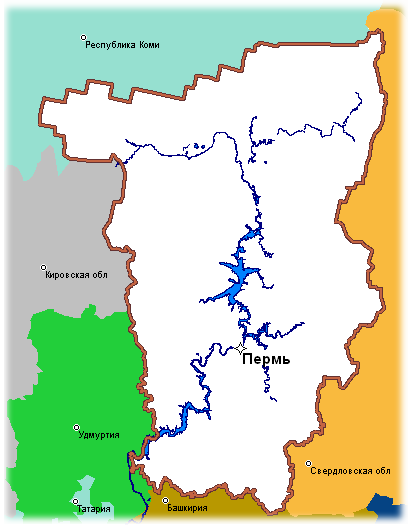 Республика Коми
Кировская обл
Пермь
Удмуртия
Свердловская обл
Татария
Башкирия